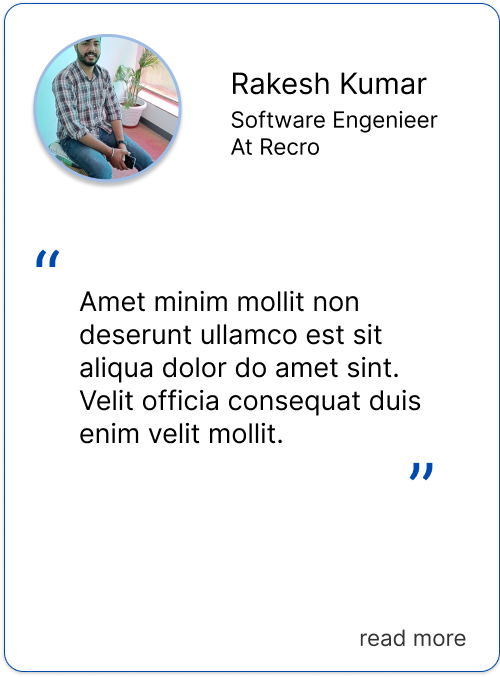 Rakesh Kumar
Software Engenieer
At Recro
“
Amet minim mollit non
deserunt ullamco est sit
aliqua dolor do amet sint.
Velit officia consequat duis
enim velit mollit.
”
read more